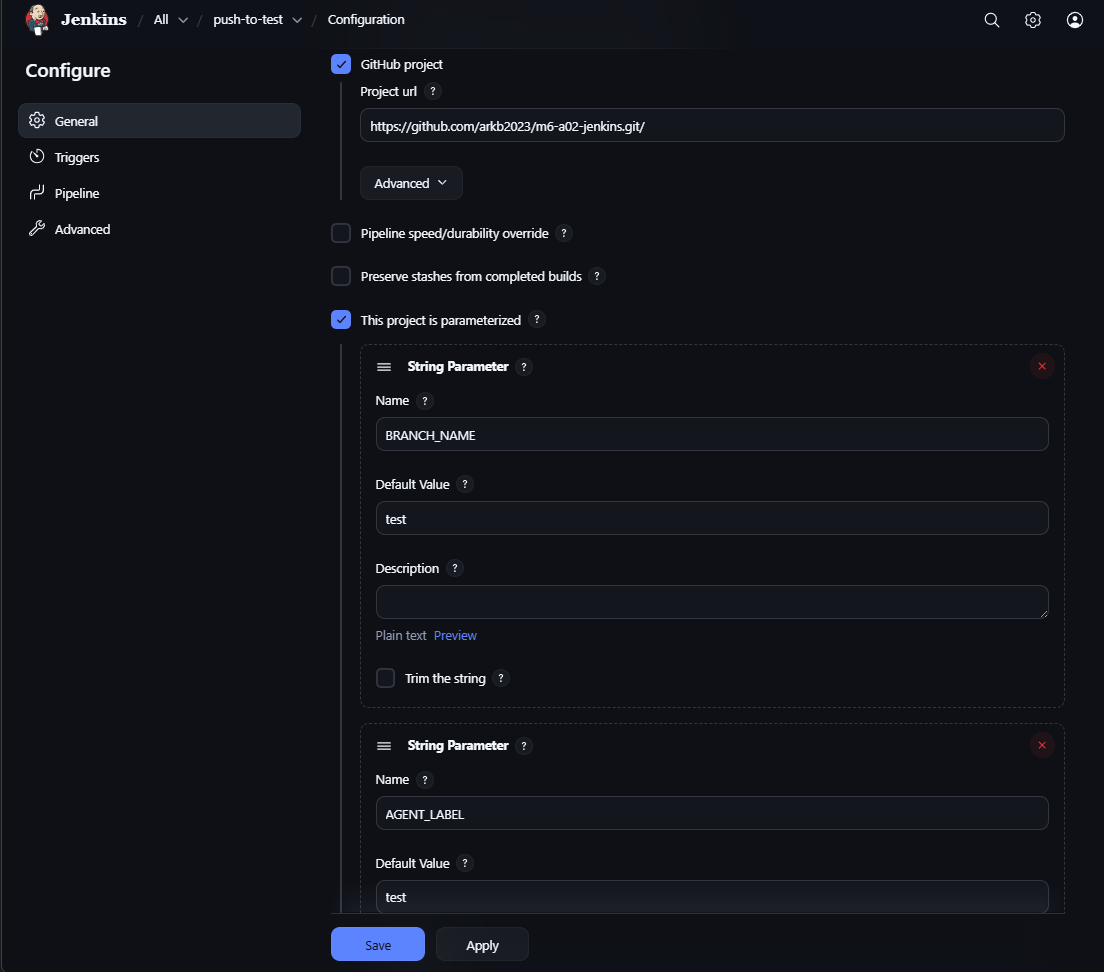 Jenkins / All / push-to-test / Configuration
Configure
General
Triggers
Pipeline
Advanced
GitHub project
Project url ?
https://github.com/arkb2023/m6-a02-jenkins.git/
Advanced
Pipeline speed/durability override ?
Preserve stashes from completed builds ?
This project is parameterized ?
String Parameter ?
Name ?
BRANCH_NAME
Default Value ?
test
Description ?
Plain text Preview
Trim the string ?
String Parameter ?
Name ?
AGENT_LABEL
Default Value ?
test
Save Apply